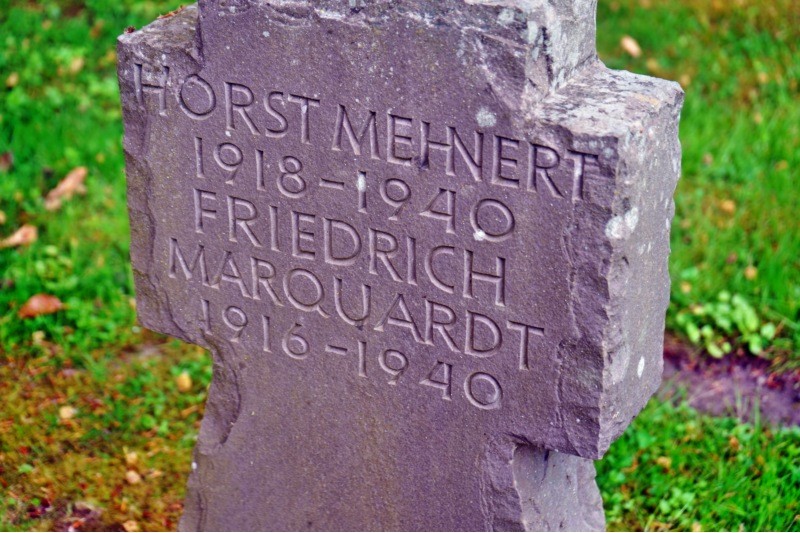 HORST MEHNERT
1918-1940
FRIEDRICH
MARQUARDT
1916-1940